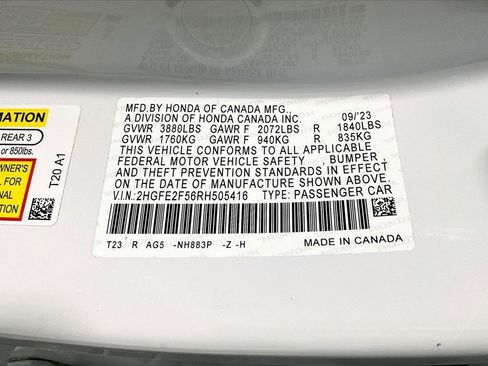 MFD.BY HONDA OF CANADA MFG.,
A DIVISION OF HONDA CANADA INC. 09/23
GVWR 3880LBS GAWR F 2072LBS R 1840LBS
GVWR 1760KG GAWR F 940KG R 835KG
THIS VEHICLE CONFORMS TO ALL APPLICABLE
FEDERAL MOTOR VEHICLE SAFETY , BUMPER ,
AND THEFT PREVENTION STANDARDS IN EFFECT
ON THE DATE OF MANUFACTURE SHOWN ABOVE.
V.I.N.:2HGFE2F56RH505416 TYPE: PASSENGER CAR
T23 R AG5 -NH883P -Z -H
MADE IN CANADA
MATION
REAR 3
or 850lbs.
WNER'S
L FOR
IONAL
ATION
T20 A1